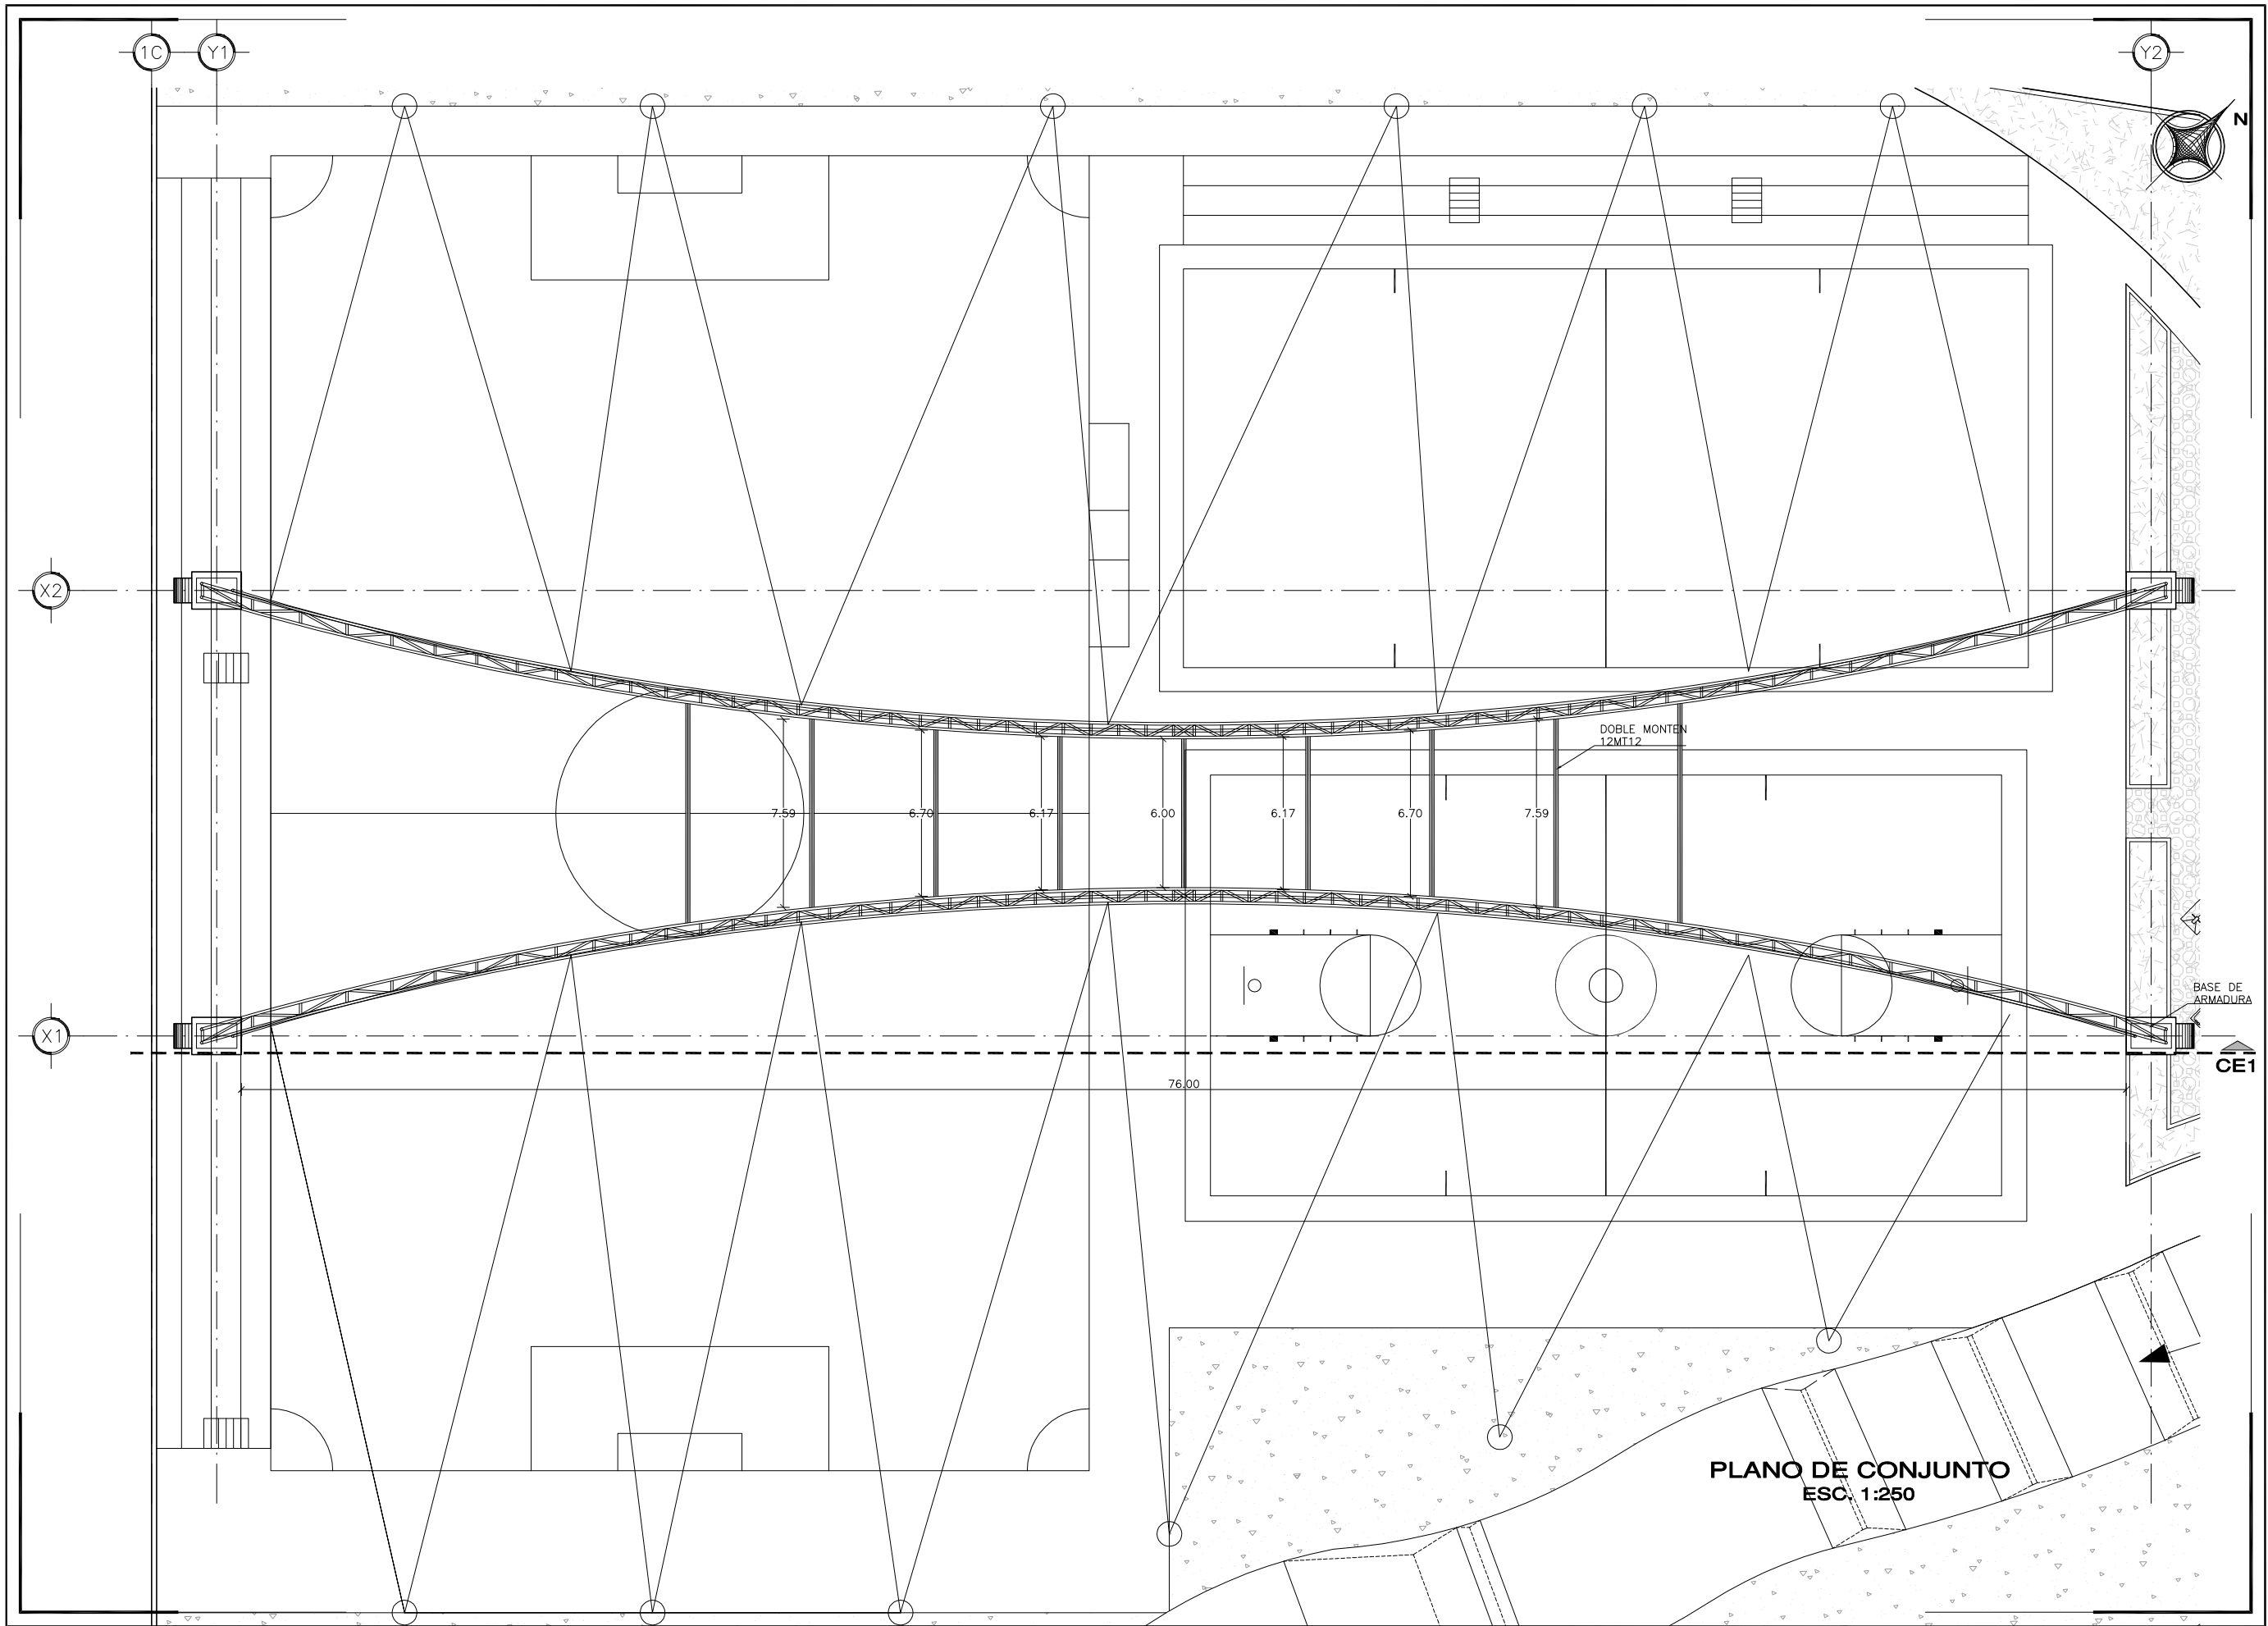 1C
Y1
Y2
N
X2
DOBLE MONTEN
12MT12
7.59
6.70
6.17
6.00
6.17
6.70
7.59
BASE DE
ARMADURA
X1
CE1
76.00
PLANO DE CONJUNTO
ESC. 1:250